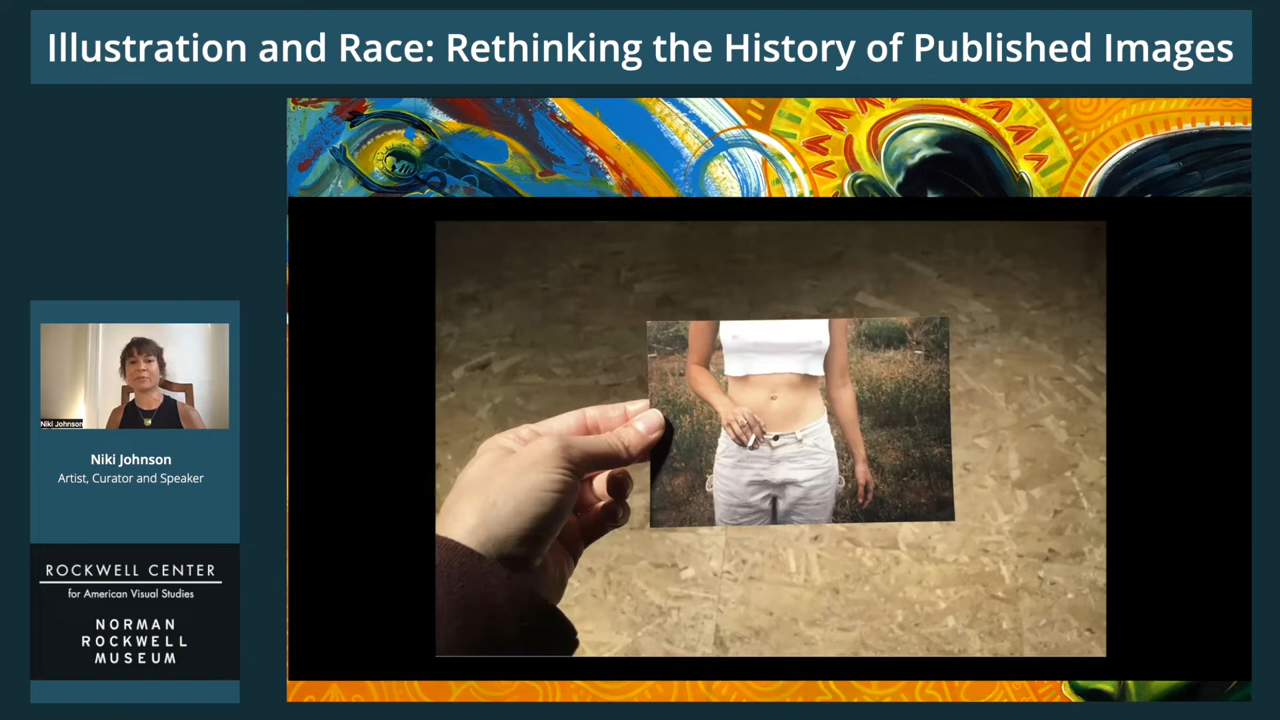 Illustration and Race: Rethinking the History of Published Images
Niki Johnson
Niki Johnson
Artist, Curator and Speaker
ROCKWELL CENTER
for American Visual Studies
NORMAN
ROCKWELL
MUSEUM